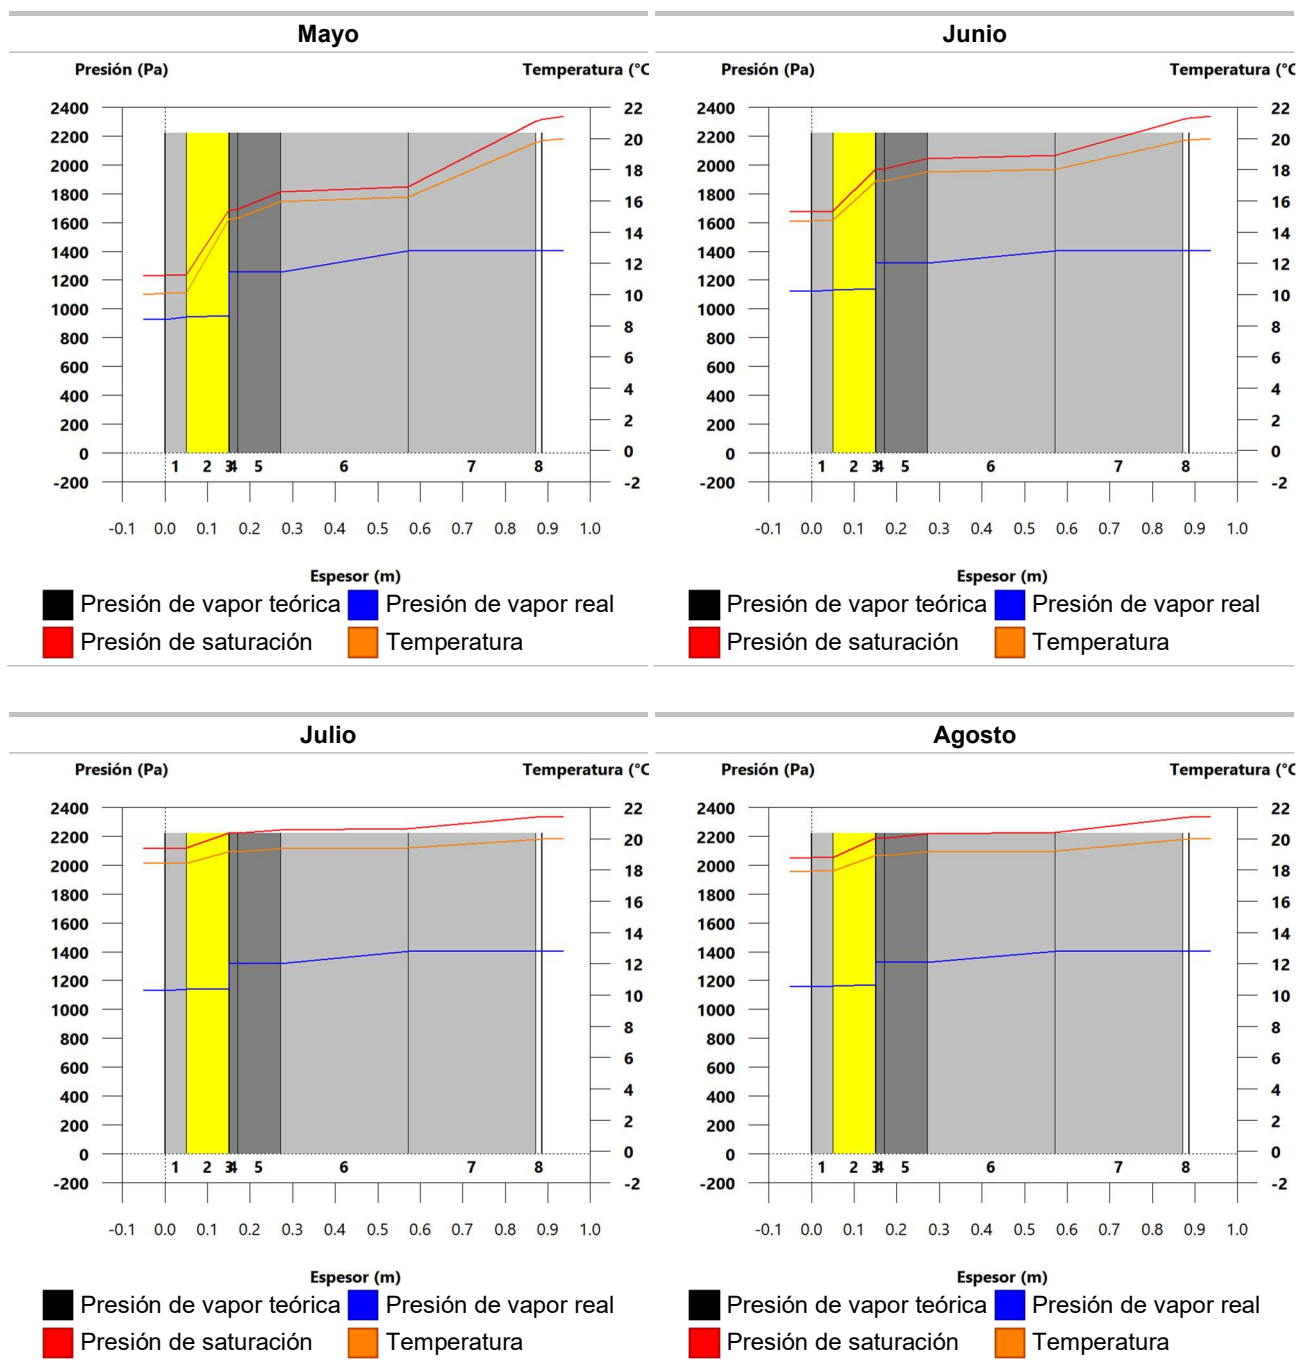 Mayo
Presión (Pa) Temperatura (°C
2400 22
2200 20
2000 18
1800 16
1600 14
1400 12
1200 10
1000 8
800 6
600 4
400 2
200 0
0 -2
-200
1 2 3 4 5 6 7 8
-0.1 0.0 0.1 0.2 0.3 0.4 0.5 0.6 0.7 0.8 0.9 1.0
Espesor (m)
Presión de vapor teórica Presión de vapor real
Presión de saturación Temperatura
Junio
Presión (Pa) Temperatura (°C
2400 22
2200 20
2000 18
1800 16
1600 14
1400 12
1200 10
1000 8
800 6
600 4
400 2
200 0
0 -2
-200
1 2 3 4 5 6 7 8
-0.1 0.0 0.1 0.2 0.3 0.4 0.5 0.6 0.7 0.8 0.9 1.0
Espesor (m)
Presión de vapor teórica Presión de vapor real
Presión de saturación Temperatura
Julio
Presión (Pa) Temperatura (°C
2400 22
2200 20
2000 18
1800 16
1600 14
1400 12
1200 10
1000 8
800 6
600 4
400 2
200 0
0 -2
-200
1 2 3 4 5 6 7 8
-0.1 0.0 0.1 0.2 0.3 0.4 0.5 0.6 0.7 0.8 0.9 1.0
Espesor (m)
Presión de vapor teórica Presión de vapor real
Presión de saturación Temperatura
Agosto
Presión (Pa) Temperatura (°C
2400 22
2200 20
2000 18
1800 16
1600 14
1400 12
1200 10
1000 8
800 6
600 4
400 2
200 0
0 -2
-200
1 2 3 4 5 6 7 8
-0.1 0.0 0.1 0.2 0.3 0.4 0.5 0.6 0.7 0.8 0.9 1.0
Espesor (m)
Presión de vapor teórica Presión de vapor real
Presión de saturación Temperatura